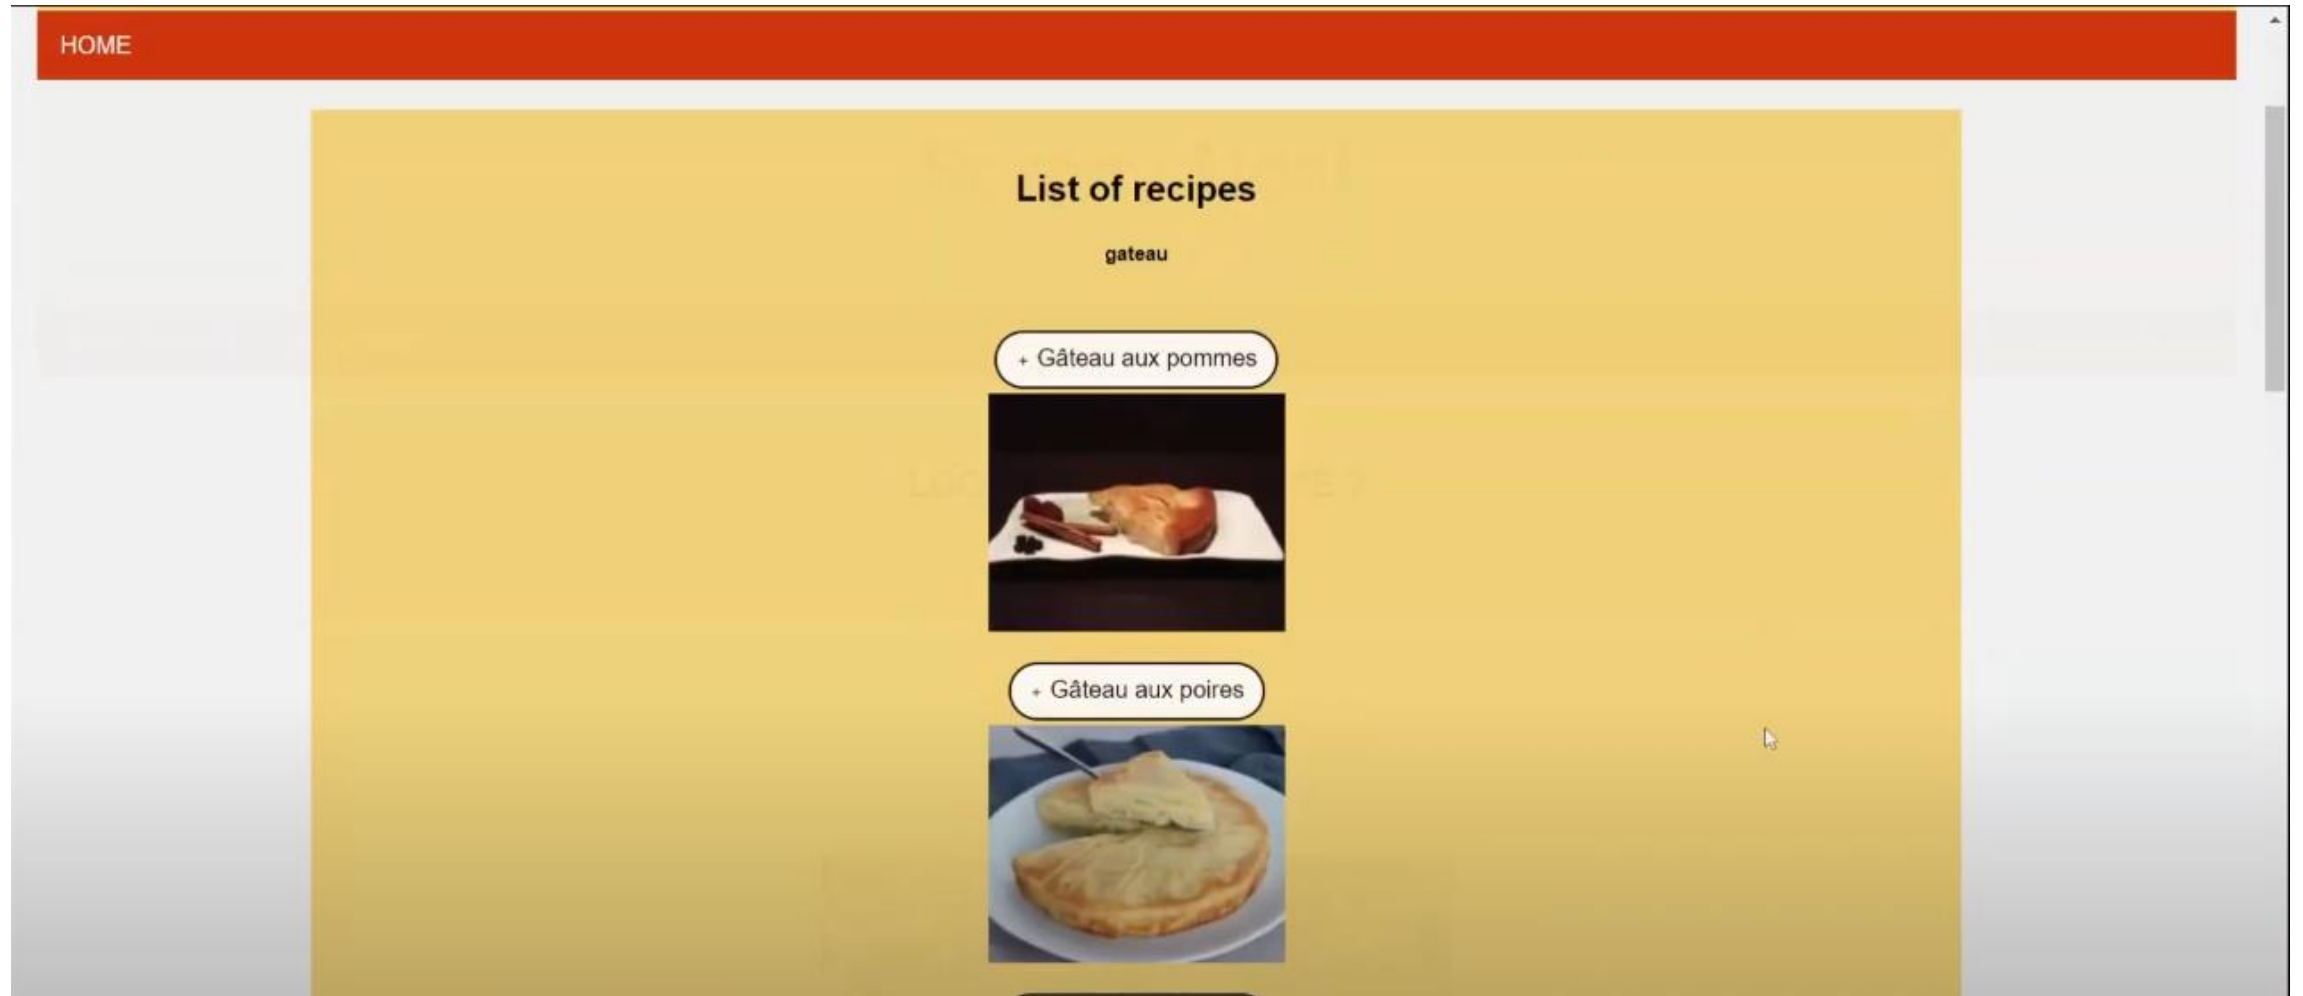 HOME
List of recipes
gateau
+ Gâteau aux pommes
+ Gâteau aux poires